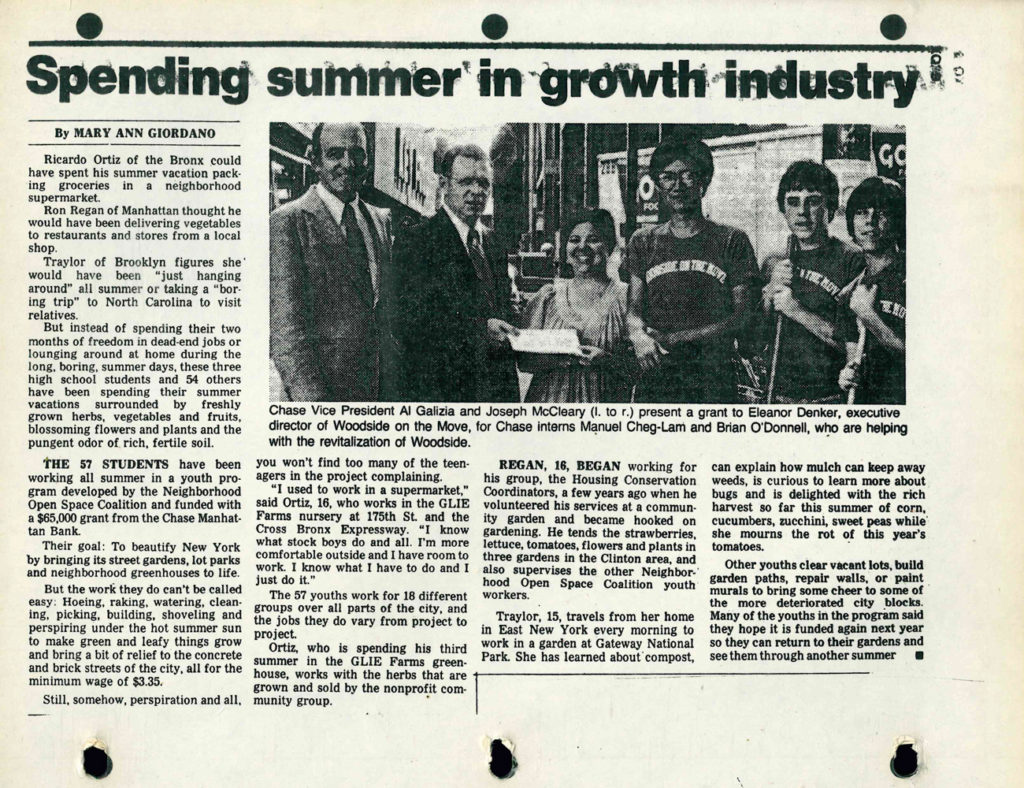 Spending summer in growth industry
By MARY ANN GIORDANO
Ricardo Ortiz of the Bronx could
have spent his summer vacation pack-
ing groceries in a neighborhood
supermarket.
Ron Regan of Manhattan thought he
would have been delivering vegetables
to restaurants and stores from a local
shop.
Traylor of Brooklyn figures she
would have been "just hanging
around" all summer or taking a "bor-
ing trip" to North Carolina to visit
relatives.
But instead of spending their two
months of freedom in dead-end jobs or
lounging around at home during the
long, boring, summer days, these three
high school students and 54 others
have been spending their summer
vacations surrounded by freshly
grown herbs, vegetables and fruits,
blossoming flowers and plants and the
pungent odor of rich, fertile soil.
GO
WOODSIDE ON THE MOVE
Chase Vice President Al Galizia and Joseph McCleary (l. to r.) present a grant to Eleanor Denker, executive
director of Woodside on the Move, for Chase interns Manuel Cheg-Lam and Brian O'Donnell, who are helping
with the revitalization of Woodside.
THE 57 STUDENTS have been
working all summer in a youth pro-
gram developed by the Neighborhood
Open Space Coalition and funded with
a $65,000 grant from the Chase Manhat-
tan Bank.
Their goal: To beautify New York
by bringing its street gardens, lot parks
and neighborhood greenhouses to life.
But the work they do can't be called
easy: Hoeing, raking, watering, clean-
ing, picking, building, shoveling and
perspiring under the hot summer sun
to make green and leafy things grow
and bring a bit of relief to the concrete
and brick streets of the city, all for the
minimum wage of $3.35.
Still, somehow, perspiration and all,
you won't find too many of the teen-
agers in the project complaining.
"I used to work in a supermarket,"
said Ortiz, 16, who works in the GLIE
Farms nursery at 175th St. and the
Cross Bronx Expressway. "I know
what stock boys do and all. I'm more
comfortable outside and I have room to
work. I know what I have to do and I
just do it."
The 57 youths work for 18 different
groups over all parts of the city, and
the jobs they do vary from project to
project.
Ortiz, who is spending his third
summer in the GLIE Farms green-
house, works with the herbs that are
grown and sold by the nonprofit com-
munity group.
REGAN, 16, BEGAN working for
his group, the Housing Conservation
Coordinators, a few years ago when he
volunteered his services at a commun-
ity garden and became hooked on
gardening. He tends the strawberries,
lettuce, tomatoes, flowers and plants in
three gardens in the Clinton area, and
also supervises the other Neighbor-
hood Open Space Coalition youth
workers.
Traylor, 15, travels from her home
in East New York every morning to
work in a garden at Gateway National
Park. She has learned about compost,
can explain how mulch can keep away
weeds, is curious to learn more about
bugs and is delighted with the rich
harvest so far this summer of corn,
cucumbers, zucchini, sweet peas while
she mourns the rot of this year's
tomatoes.
Other youths clear vacant lots, build
garden paths, repair walls, or paint
murals to bring some cheer to some of
the more deteriorated city blocks.
Many of the youths in the program said
they hope it is funded again next year
so they can return to their gardens and
see them through another summer